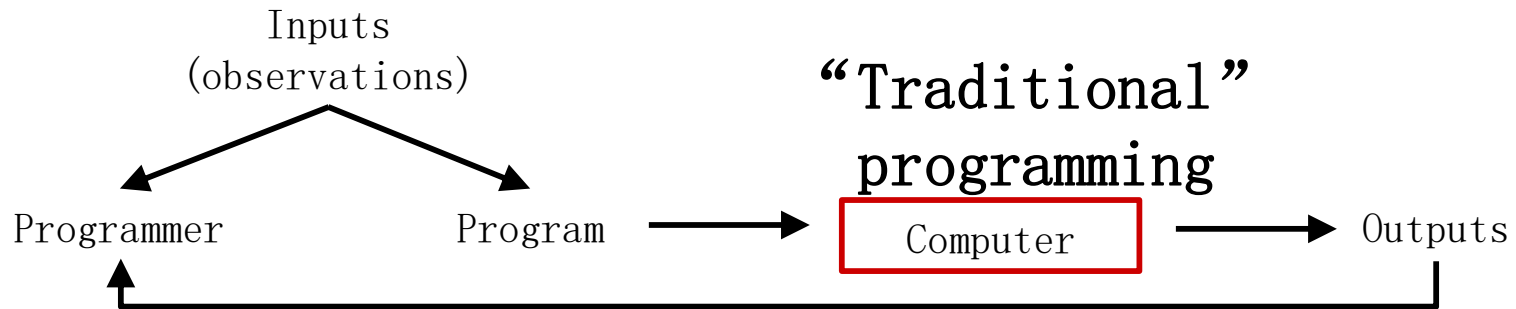 Inputs
(observations)
“Traditional”
programming
Programmer
Program
Computer
Outputs